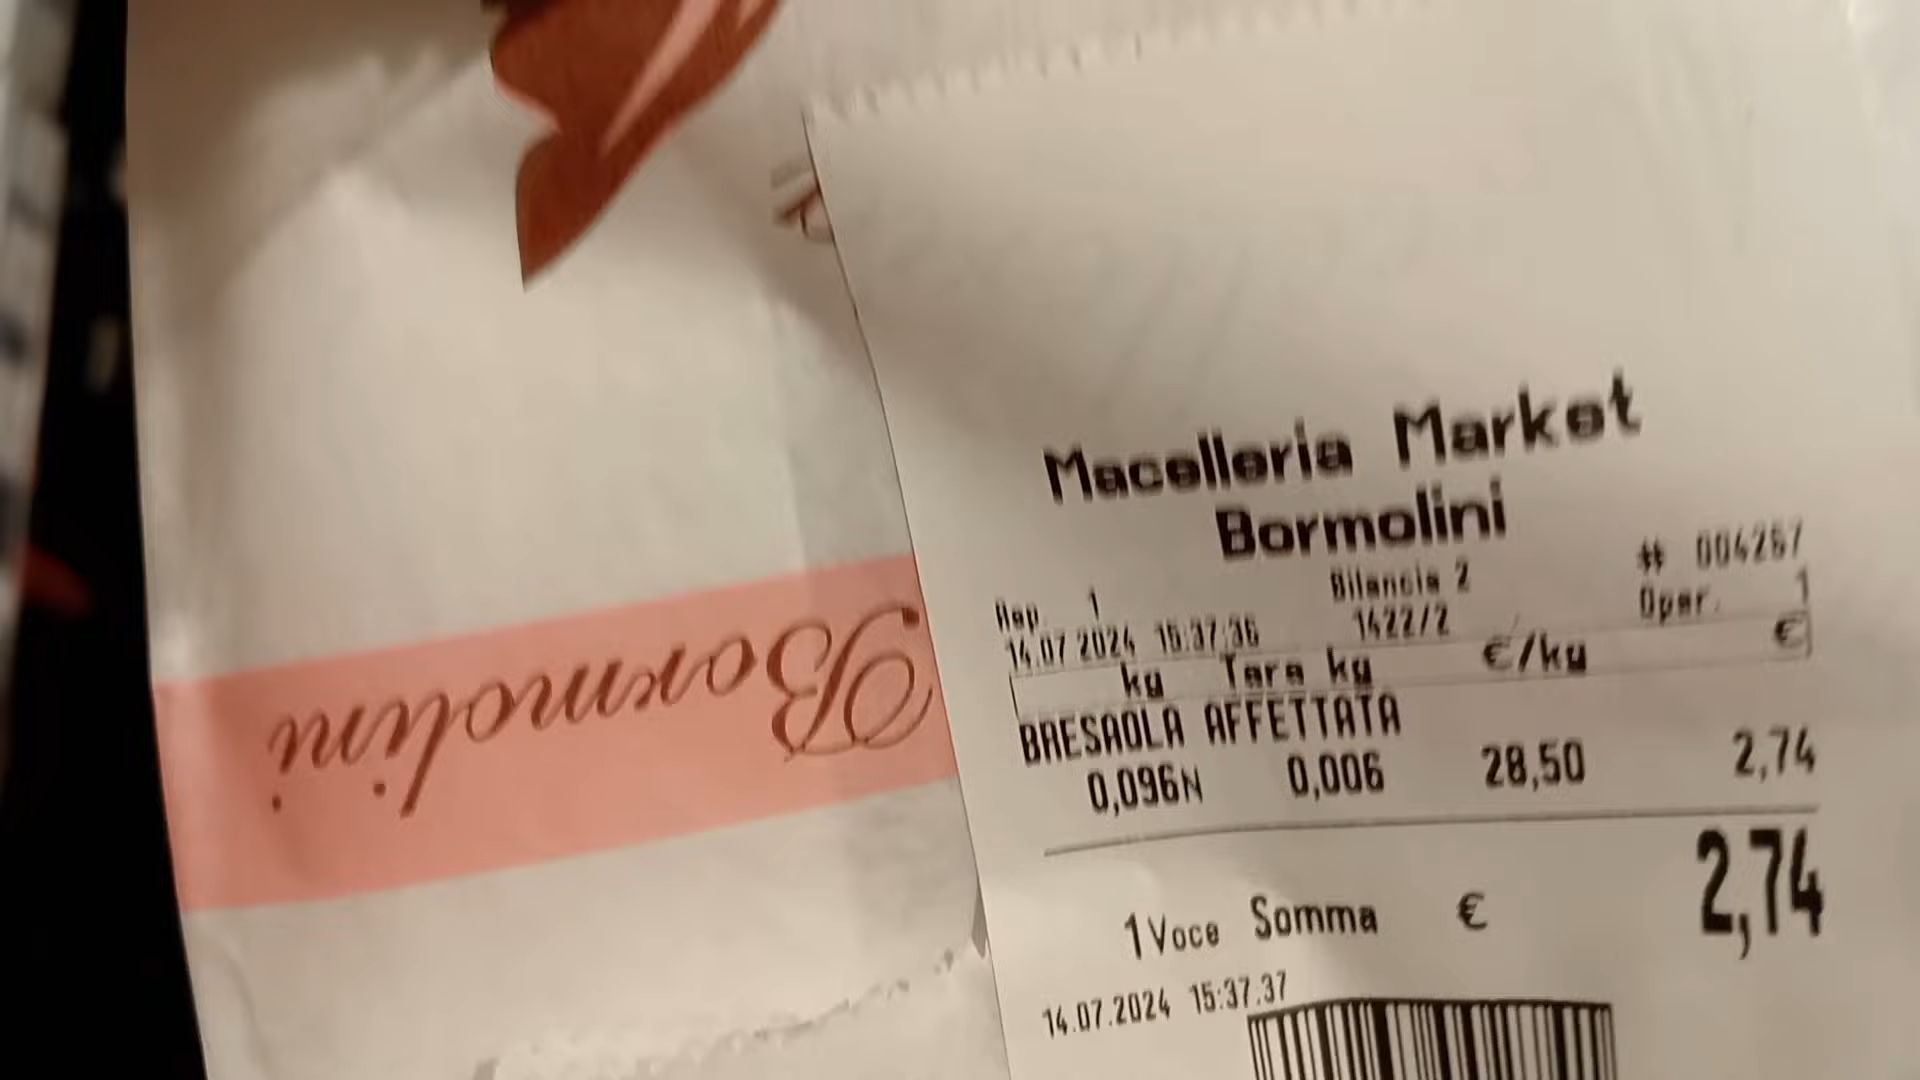 Bormolini
Macelleria Market
Bormolini
Bilancia 2 # 004267
Rep 1 1422/2 Oper. 1
14.07 2024 15:37:36
kg Tara kg €/kg €
BRESAOLA AFFETTATA
0,096N 0,006 28,50 2,74
1 Voce Somma € 2,74
14.07.2024 15:37.37